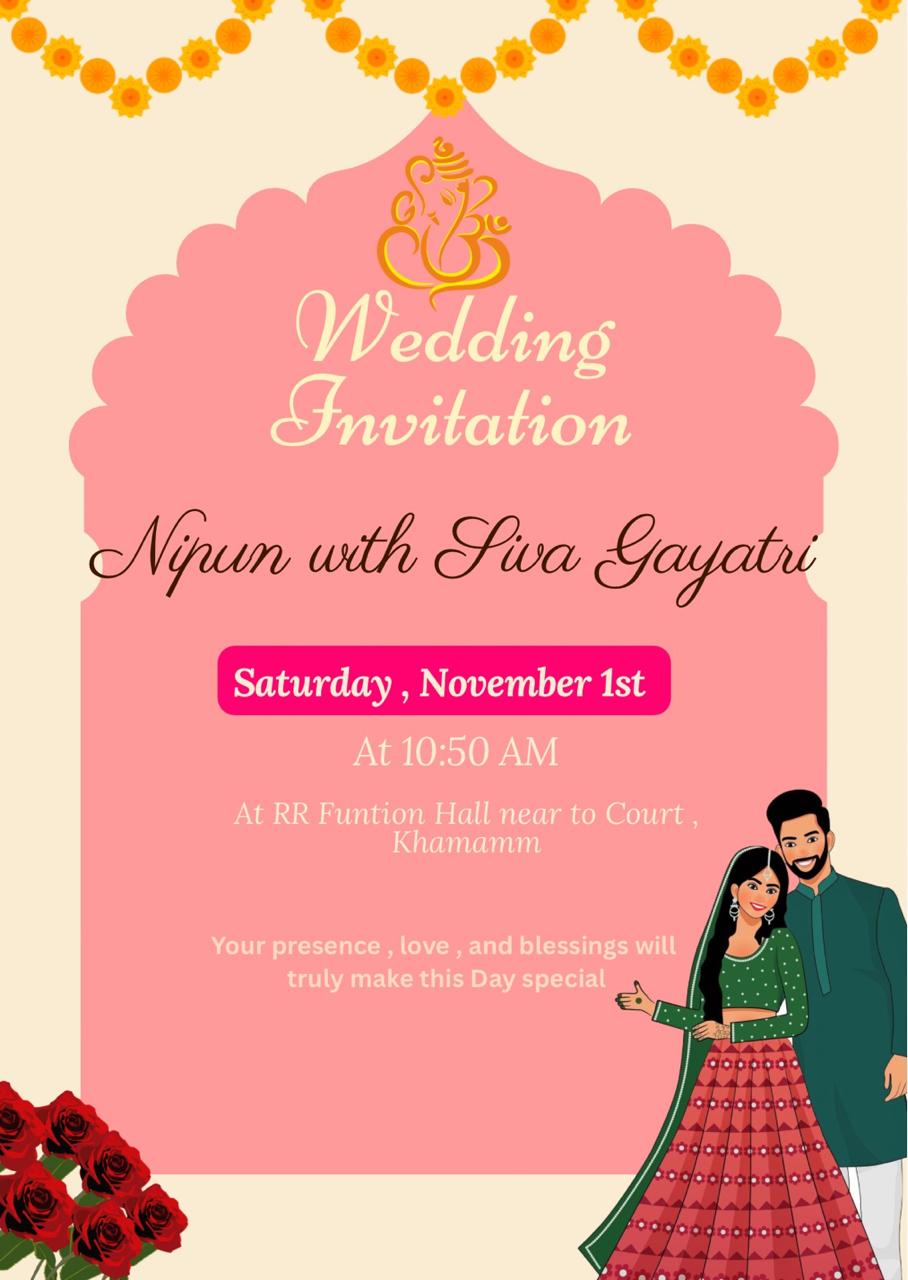 Wedding
Invitation
Nipun with Siva Gayatri
Saturday , November 1st
At 10:50 AM
At RR Funtion Hall near to Court ,
Khamamm
Your presence , love , and blessings will
truly make this Day special